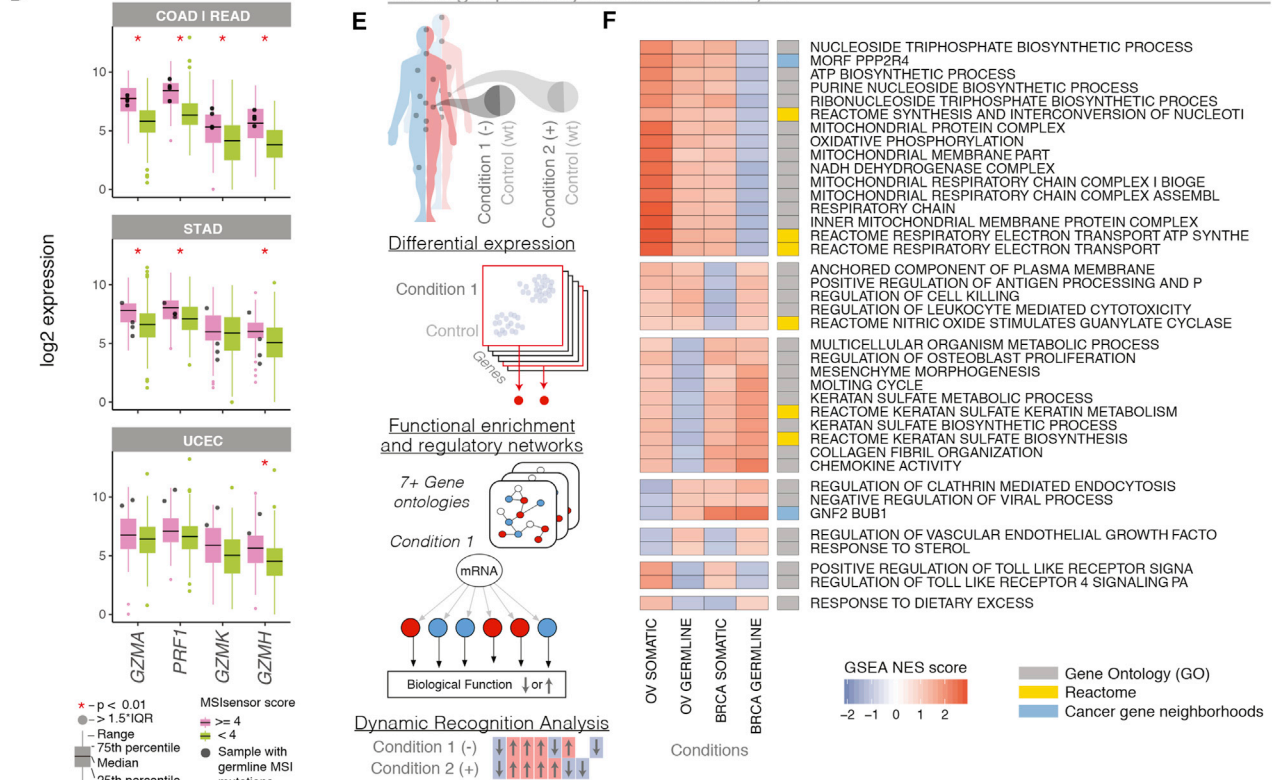 E
F
COAD | READ
* * * *
10
5
0
STAD
* * *
10
5
0
UCEC
*
10
5
0
log2 expression
GZMA
PRF1
GZMK
GZMH
* - p < 0.01
- > 1.5*IQR
Range
75th percentile
Median
25th percentile
MSIsensor score
>= 4
< 4
Sample with
germline MSI
Condition 1 (-)
Control (wt)
Condition 2 (+)
Control (wt)
Differential expression
Condition 1
Control
Genes
Functional enrichment
and regulatory networks
7+ Gene
ontologies
Condition 1
mRNA
Biological Function ↓or↑
Dynamic Recognition Analysis
Condition 1 (-) ↓ ↑ ↑ ↑ ↓ ↑ ↓
Condition 2 (+) ↓ ↑ ↑ ↑ ↑ ↓ ↓
NUCLEOSIDE TRIPHOSPHATE BIOSYNTHETIC PROCESS
MORF PPP2R4
ATP BIOSYNTHETIC PROCESS
PURINE NUCLEOSIDE BIOSYNTHETIC PROCESS
RIBONUCLEOSIDE TRIPHOSPHATE BIOSYNTHETIC PROCES
REACTOME SYNTHESIS AND INTERCONVERSION OF NUCLEOTI
MITOCHONDRIAL PROTEIN COMPLEX
OXIDATIVE PHOSPHORYLATION
MITOCHONDRIAL MEMBRANE PART
NADH DEHYDROGENASE COMPLEX
MITOCHONDRIAL RESPIRATORY CHAIN COMPLEX I BIOGE
MITOCHONDRIAL RESPIRATORY CHAIN COMPLEX ASSEMBL
RESPIRATORY CHAIN
INNER MITOCHONDRIAL MEMBRANE PROTEIN COMPLEX
REACTOME RESPIRATORY ELECTRON TRANSPORT ATP SYNTHE
REACTOME RESPIRATORY ELECTRON TRANSPORT
ANCHORED COMPONENT OF PLASMA MEMBRANE
POSITIVE REGULATION OF ANTIGEN PROCESSING AND P
REGULATION OF CELL KILLING
REGULATION OF LEUKOCYTE MEDIATED CYTOTOXICITY
REACTOME NITRIC OXIDE STIMULATES GUANYLATE CYCLASE
MULTICELLULAR ORGANISM METABOLIC PROCESS
REGULATION OF OSTEOBLAST PROLIFERATION
MESENCHYME MORPHOGENESIS
MOLTING CYCLE
KERATAN SULFATE METABOLIC PROCESS
REACTOME KERATAN SULFATE KERATIN METABOLISM
KERATAN SULFATE BIOSYNTHETIC PROCESS
REACTOME KERATAN SULFATE BIOSYNTHESIS
COLLAGEN FIBRIL ORGANIZATION
CHEMOKINE ACTIVITY
REGULATION OF CLATHRIN MEDIATED ENDOCYTOSIS
NEGATIVE REGULATION OF VIRAL PROCESS
GNF2 BUB1
REGULATION OF VASCULAR ENDOTHELIAL GROWTH FACTO
RESPONSE TO STEROL
POSITIVE REGULATION OF TOLL LIKE RECEPTOR SIGNA
REGULATION OF TOLL LIKE RECEPTOR 4 SIGNALING PA
RESPONSE TO DIETARY EXCESS
OV SOMATIC
OV GERMLINE
BRCA SOMATIC
BRCA GERMLINE
Conditions
GSEA NES score
−2 −1 0 1 2
Gene Ontology (GO)
Reactome
Cancer gene neighborhoods